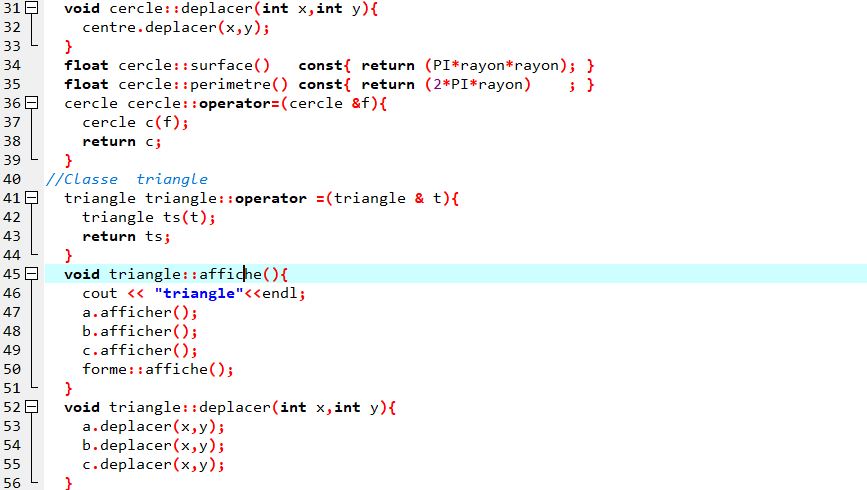 31 void cercle::deplacer(int x,int y){
32 centre.deplacer(x,y);
33 }
34 float cercle::surface() const{ return (PI*rayon*rayon); }
35 float cercle::perimetre() const{ return (2*PI*rayon) ; }
36 cercle cercle::operator=(cercle &f){
37 cercle c(f);
38 return c;
39 }
40 //Classe triangle
41 triangle triangle::operator =(triangle & t){
42 triangle ts(t);
43 return ts;
44 }
45 void triangle::affiche(){
46 cout << "triangle"<<endl;
47 a.afficher();
48 b.afficher();
49 c.afficher();
50 forme::affiche();
51 }
52 void triangle::deplacer(int x,int y){
53 a.deplacer(x,y);
54 b.deplacer(x,y);
55 c.deplacer(x,y);
56 }